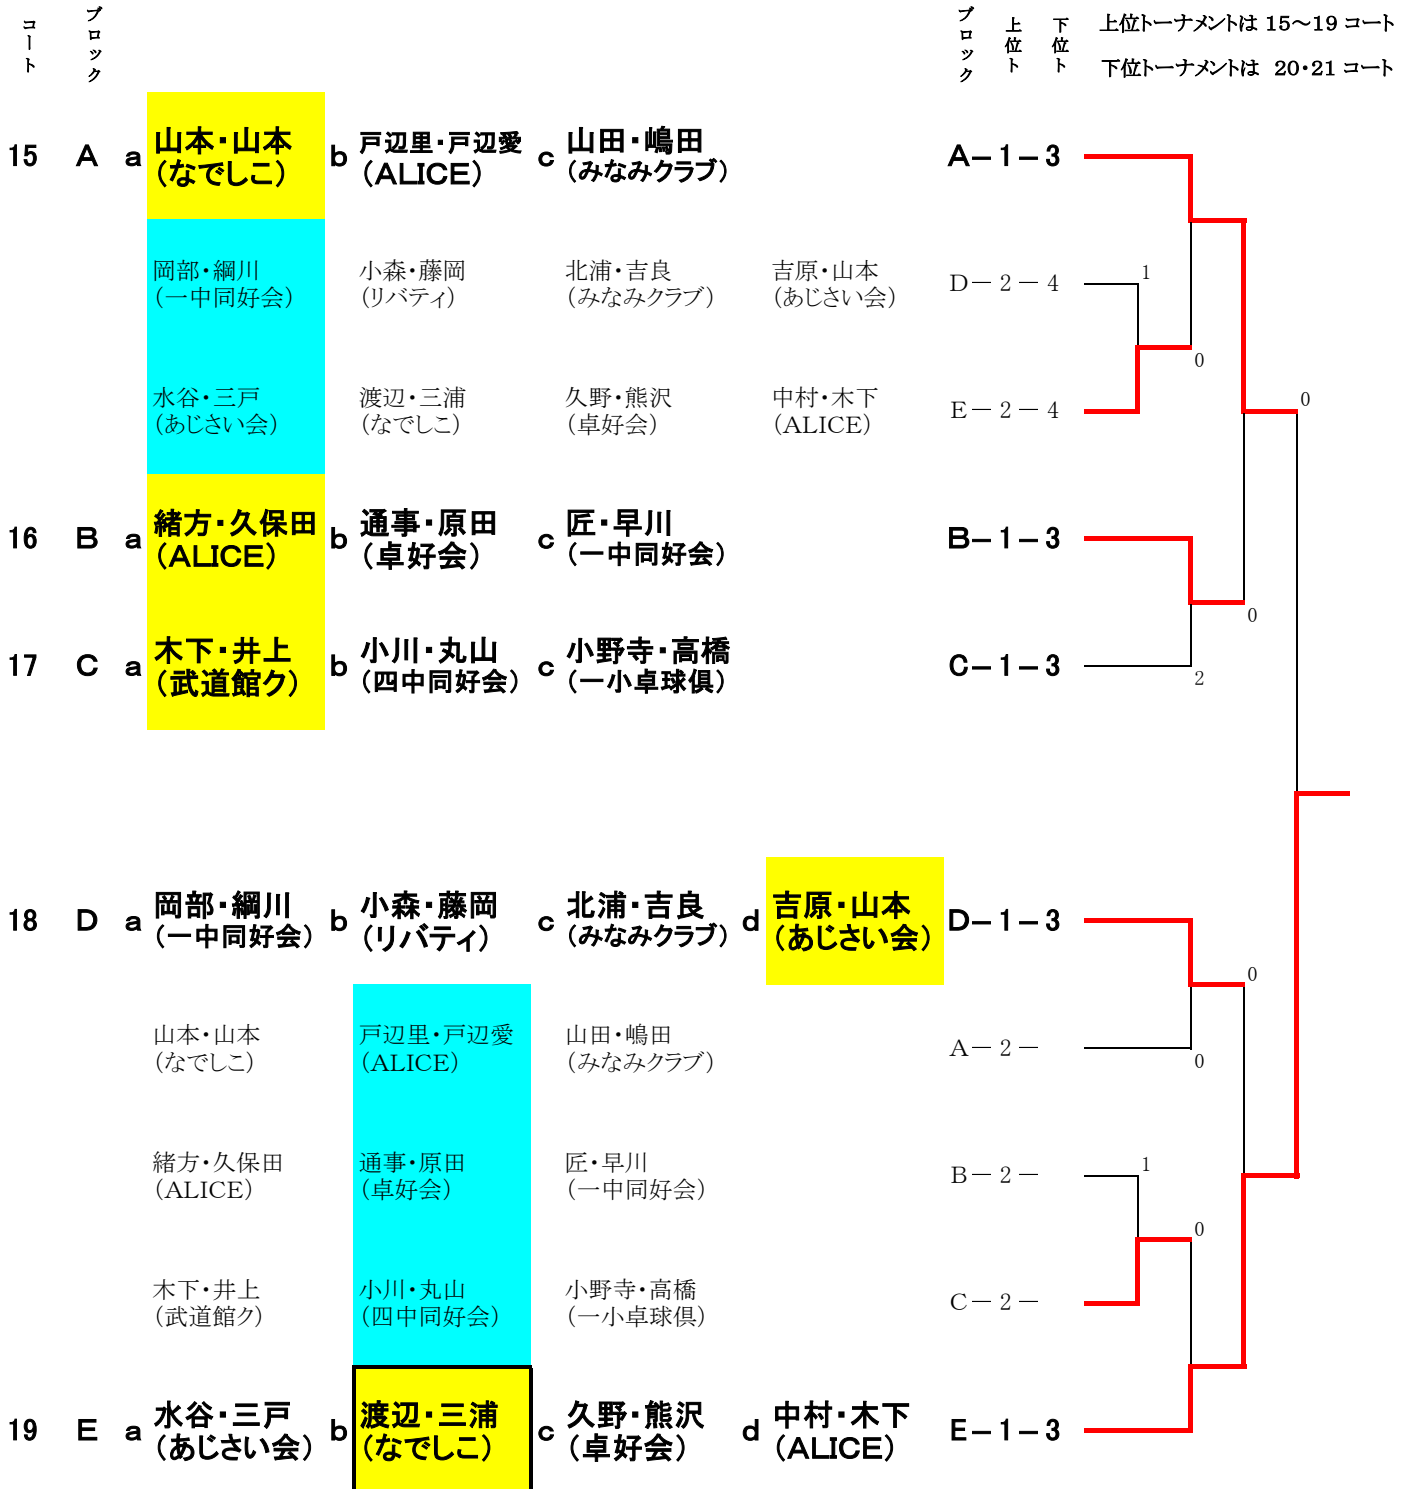 コート ブロック ブロック 上位ト 下位ト 上位トーナメントは 15～19 コート
下位トーナメントは 20・21 コート
15 A a 山本・山本 b 戸辺里・戸辺愛 c 山田・嶋田 A－1－3
(なでしこ) (ALICE) (みなみクラブ)
岡部・綱川 小森・藤岡 北浦・吉良 吉原・山本 D－2－4 1
(一中同好会) (リバティ) (みなみクラブ) (あじさい会)
0
水谷・三戸 渡辺・三浦 久野・熊沢 中村・木下 E－2－4 0
(あじさい会) (なでしこ) (卓好会) (ALICE)
16 B a 緒方・久保田 b 通事・原田 c 匠・早川 B－1－3
(ALICE) (卓好会) (一中同好会)
0
17 C a 木下・井上 b 小川・丸山 c 小野寺・高橋 C－1－3
(武道館ク) (四中同好会) (一小卓球倶) 2
18 D a 岡部・綱川 b 小森・藤岡 c 北浦・吉良 d 吉原・山本 D－1－3
(一中同好会) (リバティ) (みなみクラブ) (あじさい会)
0
山本・山本 戸辺里・戸辺愛 山田・嶋田 A－2－
(なでしこ) (ALICE) (みなみクラブ) 0
緒方・久保田 通事・原田 匠・早川 B－2－ 1
(ALICE) (卓好会) (一中同好会)
0
木下・井上 小川・丸山 小野寺・高橋 C－2－
(武道館ク) (四中同好会) (一小卓球倶)
19 E a 水谷・三戸 b 渡辺・三浦 c 久野・熊沢 d 中村・木下 E－1－3
(あじさい会) (なでしこ) (卓好会) (ALICE)